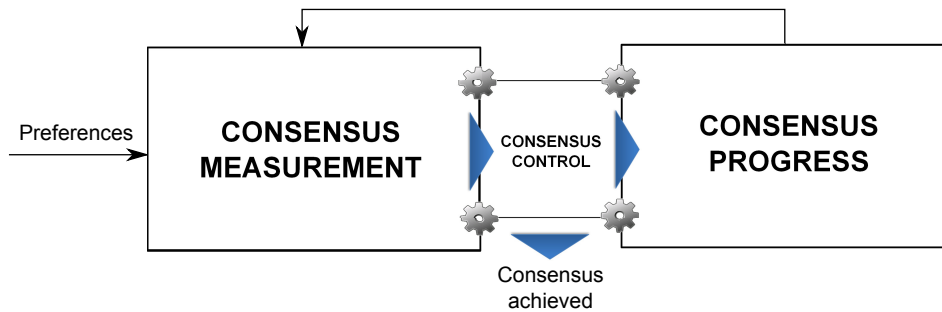 Preferences
CONSENSUS
MEASUREMENT
CONSENSUS
CONTROL
CONSENSUS
PROGRESS
Consensus
achieved